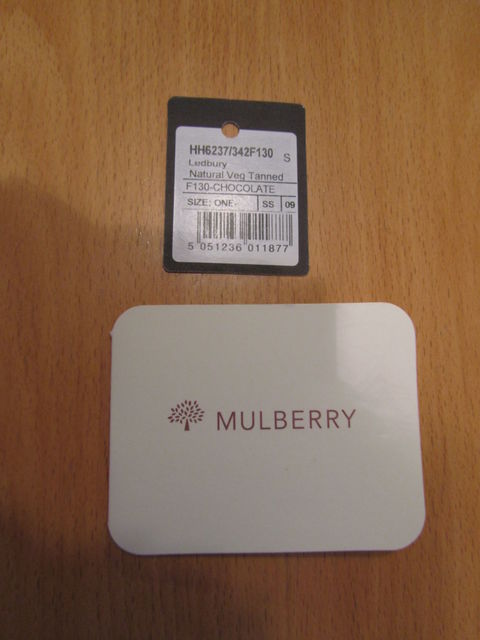 HH6237/342F130 S
Ledbury
Natural Veg Tanned
F130-CHOCOLATE
SIZE: ONE- SS 09
5 051236 011877
MULBERRY